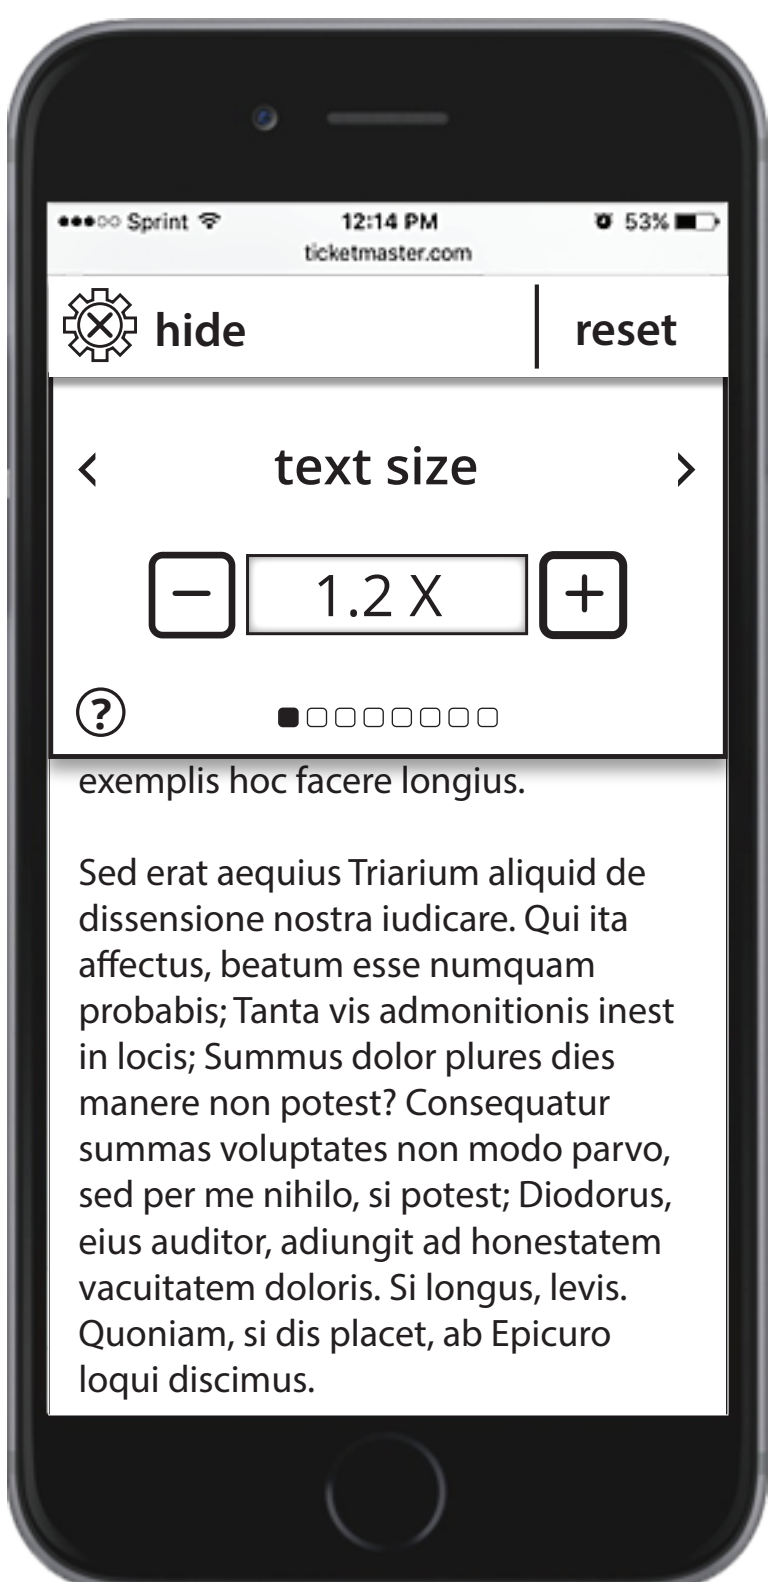 Sprint 12:14 PM 53%
ticketmaster.com
hide reset
< text size >
− 1.2 X +
?
exemplis hoc facere longius.
Sed erat aequius Triarium aliquid de
dissensione nostra iudicare. Qui ita
affectus, beatum esse numquam
probabis; Tanta vis admonitionis inest
in locis; Summus dolor plures dies
manere non potest? Consequatur
summas voluptates non modo parvo,
sed per me nihilo, si potest; Diodorus,
eius auditor, adiungit ad honestatem
vacuitatem doloris. Si longus, levis.
Quoniam, si dis placet, ab Epicuro
loqui discimus.